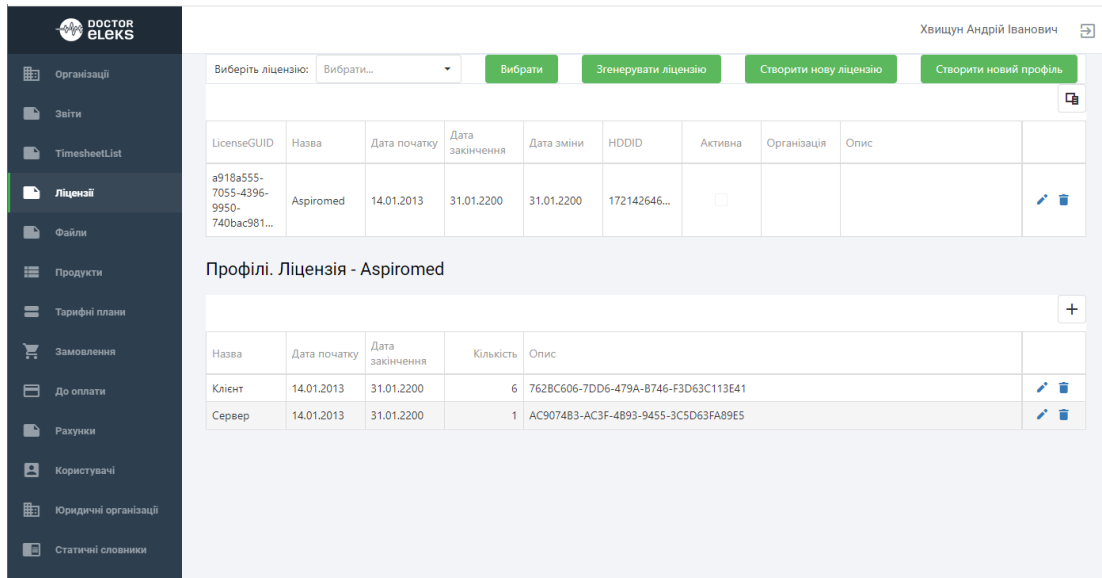 DOCTOR
eLeKs
Хвищун Андрій Іванович
Організації
Звіти
TimesheetList
Ліцензії
Файли
Продукти
Тарифні плани
Замовлення
До оплати
Рахунки
Користувачі
Юридичні організації
Статичні словники
Виберіть ліцензію: Вибрати... Вибрати Згенерувати ліцензію Створити нову ліцензію Створити новий профіль
LicenseGUID Назва Дата початку Дата закінчення Дата зміни HDDID Активна Організація Опис
a918a555-
7055-4396-
9950-
740bac981...
Aspiromed 14.01.2013 31.01.2200 31.01.2200 172142646...
Профілі. Ліцензія - Aspiromed
Назва Дата початку Дата закінчення Кількість Опис
Клієнт 14.01.2013 31.01.2200 6 762BC606-7DD6-479A-B746-F3D63C113E41
Сервер 14.01.2013 31.01.2200 1 AC9074B3-AC3F-4B93-9455-3C5D63FA89E5